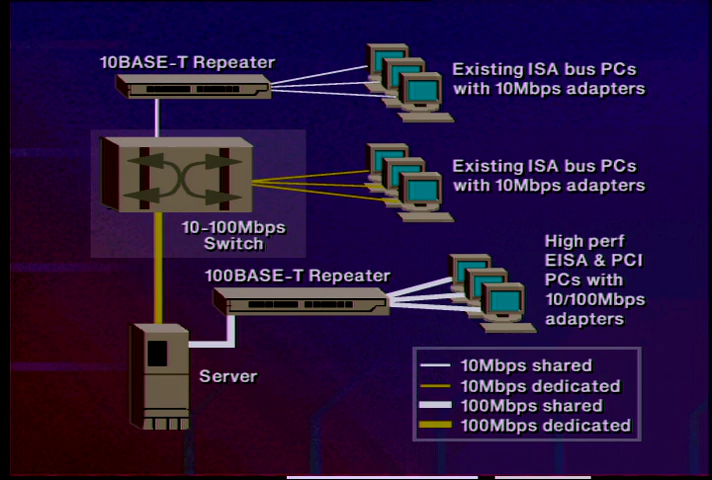 10BASE-T Repeater
Existing ISA bus PCs
with 10Mbps adapters
Existing ISA bus PCs
with 10Mbps adapters
10-100Mbps
Switch
High perf
EISA & PCI
PCs with
10/100Mbps
adapters
100BASE-T Repeater
Server
10Mbps shared
10Mbps dedicated
100Mbps shared
100Mbps dedicated